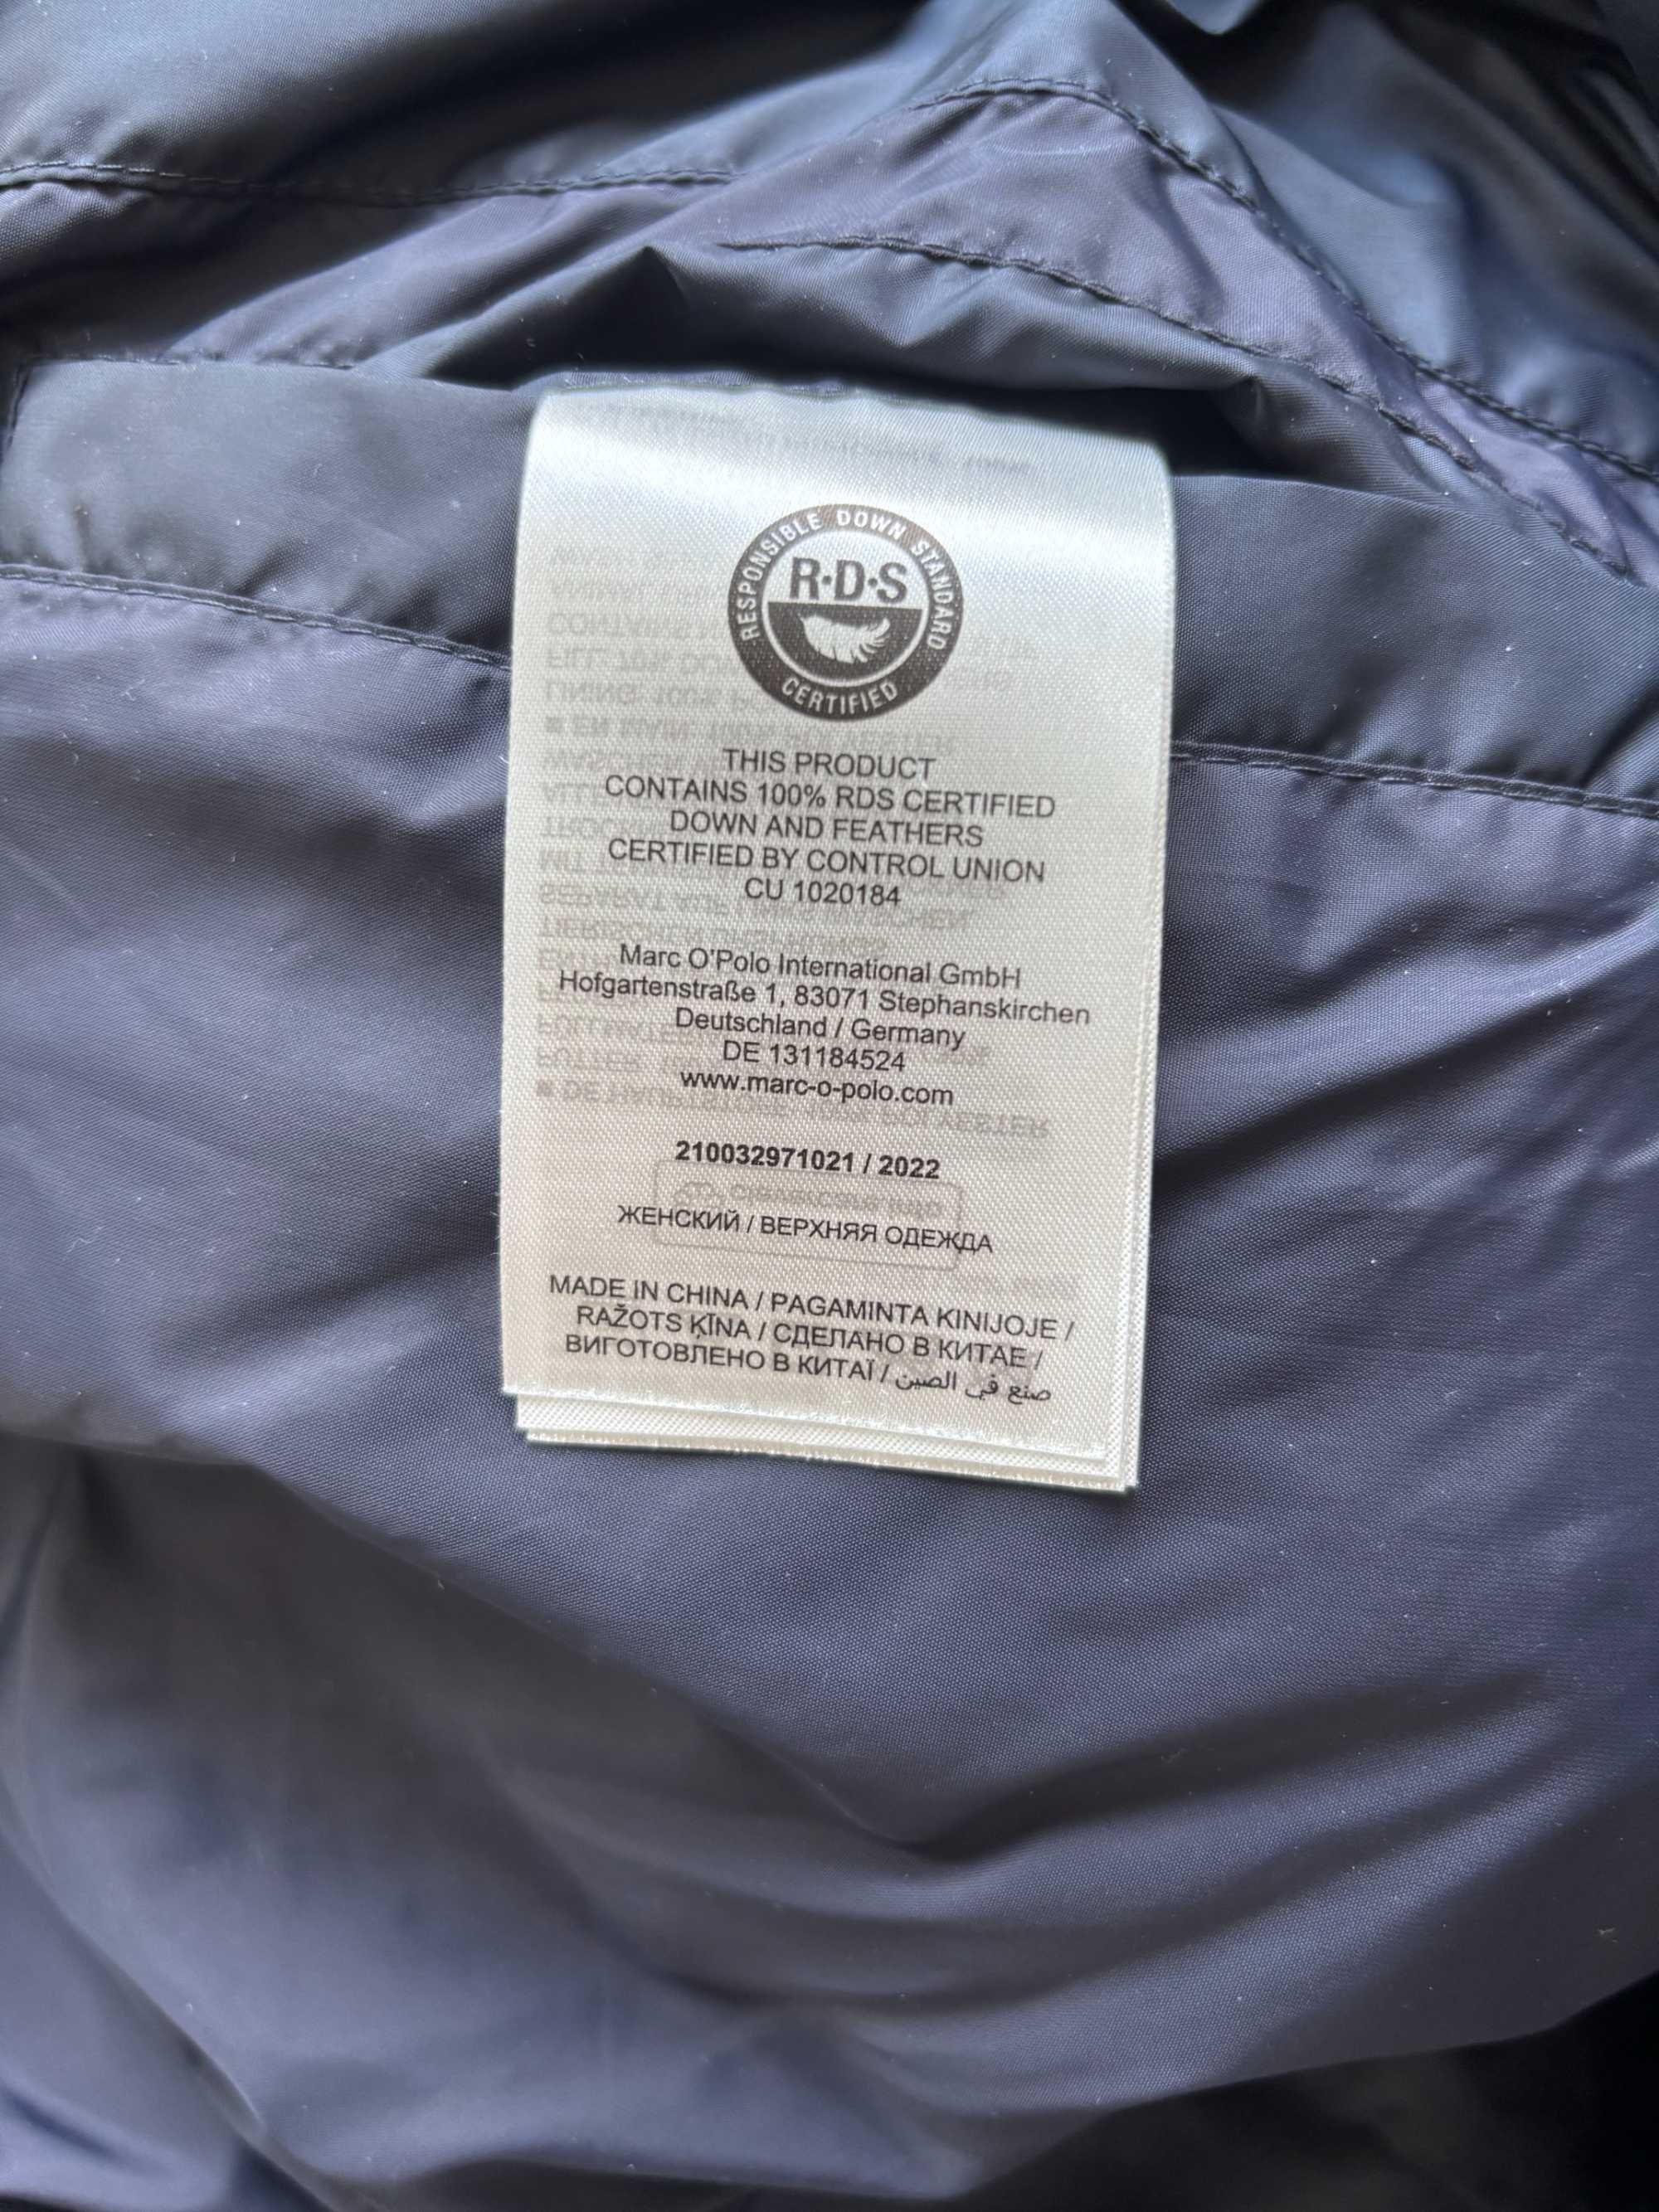 RESPONSIBLE DOWN STANDARD
R·D·S
CERTIFIED
THIS PRODUCT
CONTAINS 100% RDS CERTIFIED
DOWN AND FEATHERS
CERTIFIED BY CONTROL UNION
CU 1020184
Marc O'Polo International GmbH
Hofgartenstraße 1, 83071 Stephanskirchen
Deutschland / Germany
DE 131184524
www.marc-o-polo.com
210032971021 / 2022
ЖЕНСКИЙ / ВЕРХНЯЯ ОДЕЖДА
MADE IN CHINA / PAGAMINTA KINIJOJE /
RAŽOTS ĶĪNA / СДЕЛАНО В КИТАЕ /
ВИГОТОВЛЕНО В КИТАЇ / صنع في الصين